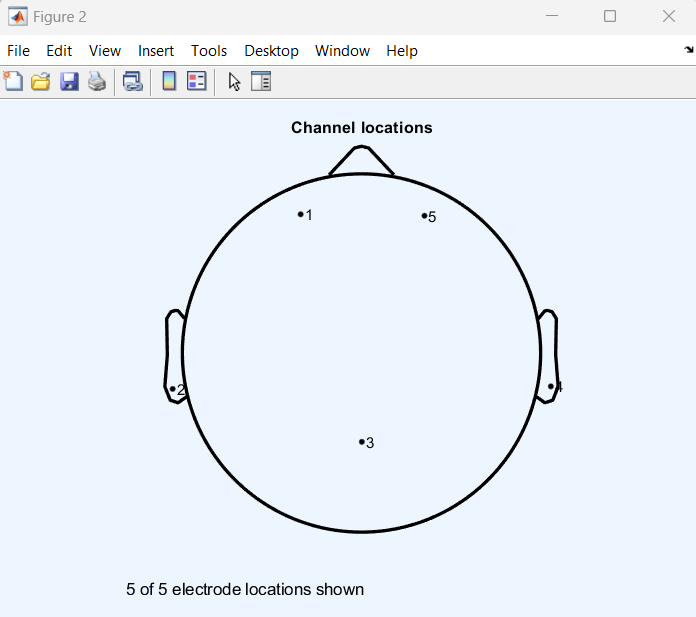 Figure 2
File Edit View Insert Tools Desktop Window Help
Channel locations
1 5
2 4
3
5 of 5 electrode locations shown